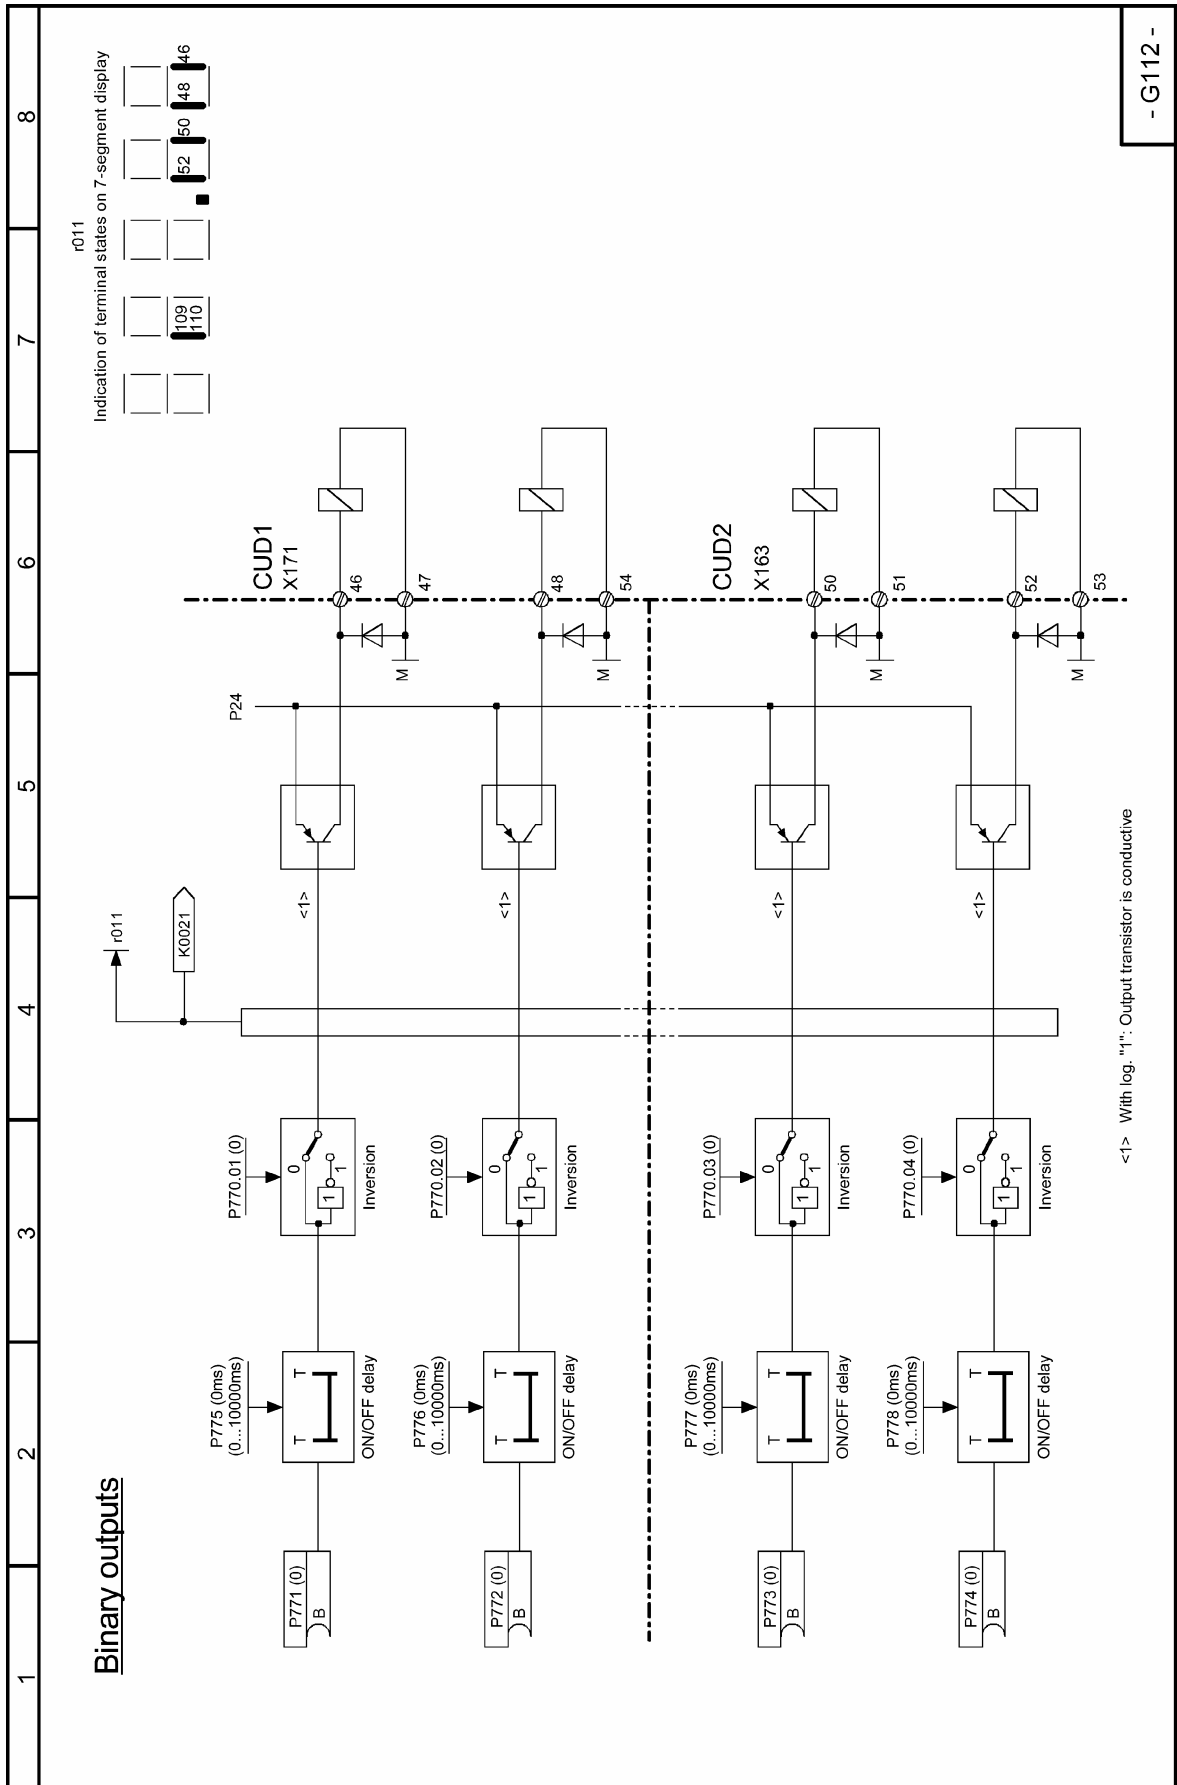 1 2 3 4 5 6 7 8
Binary outputs
r011
Indication of terminal states on 7-segment display
109
110
52 50 48 46
r011
K0021
P24
CUD1
X171
P771 (0)
B
P775 (0ms)
(0...10000ms)
T T
ON/OFF delay
P770.01 (0)
0
1 1
Inversion
<1>
46
47
M
P772 (0)
B
P776 (0ms)
(0...10000ms)
T T
ON/OFF delay
P770.02 (0)
0
1 1
Inversion
<1>
48
54
M
CUD2
X163
P773 (0)
B
P777 (0ms)
(0...10000ms)
T T
ON/OFF delay
P770.03 (0)
0
1 1
Inversion
<1>
50
51
M
P774 (0)
B
P778 (0ms)
(0...10000ms)
T T
ON/OFF delay
P770.04 (0)
0
1 1
Inversion
<1>
52
53
M
<1> With log. "1": Output transistor is conductive
- G112 -